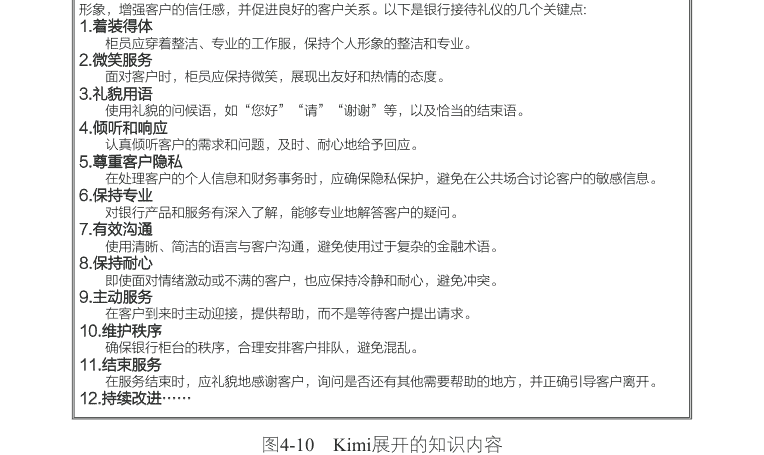 形象，增强客户的信任感，并促进良好的客户关系。以下是银行接待礼仪的几个关键点：
1.着装得体
柜员应穿着整洁、专业的工作服，保持个人形象的整洁和专业。
2.微笑服务
面对客户时，柜员应保持微笑，展现出友好和热情的态度。
3.礼貌用语
使用礼貌的问候语，如“您好”“请”“谢谢”等，以及恰当的结束语。
4.倾听和响应
认真倾听客户的需求和问题，及时、耐心地给予回应。
5.尊重客户隐私
在处理客户的个人信息和财务事务时，应确保隐私保护，避免在公共场合讨论客户的敏感信息。
6.保持专业
对银行产品和服务有深入了解，能够专业地解答客户的疑问。
7.有效沟通
使用清晰、简洁的语言与客户沟通，避免使用过于复杂的金融术语。
8.保持耐心
即使面对情绪激动或不满的客户，也应保持冷静和耐心，避免冲突。
9.主动服务
在客户到来时主动迎接，提供帮助，而不是等待客户提出请求。
10.维护秩序
确保银行柜台的秩序，合理安排客户排队，避免混乱。
11.结束服务
在服务结束时，应礼貌地感谢客户，询问是否还有其他需要帮助的地方，并正确引导客户离开。
12.持续改进……
图4-10 Kimi展开的知识内容